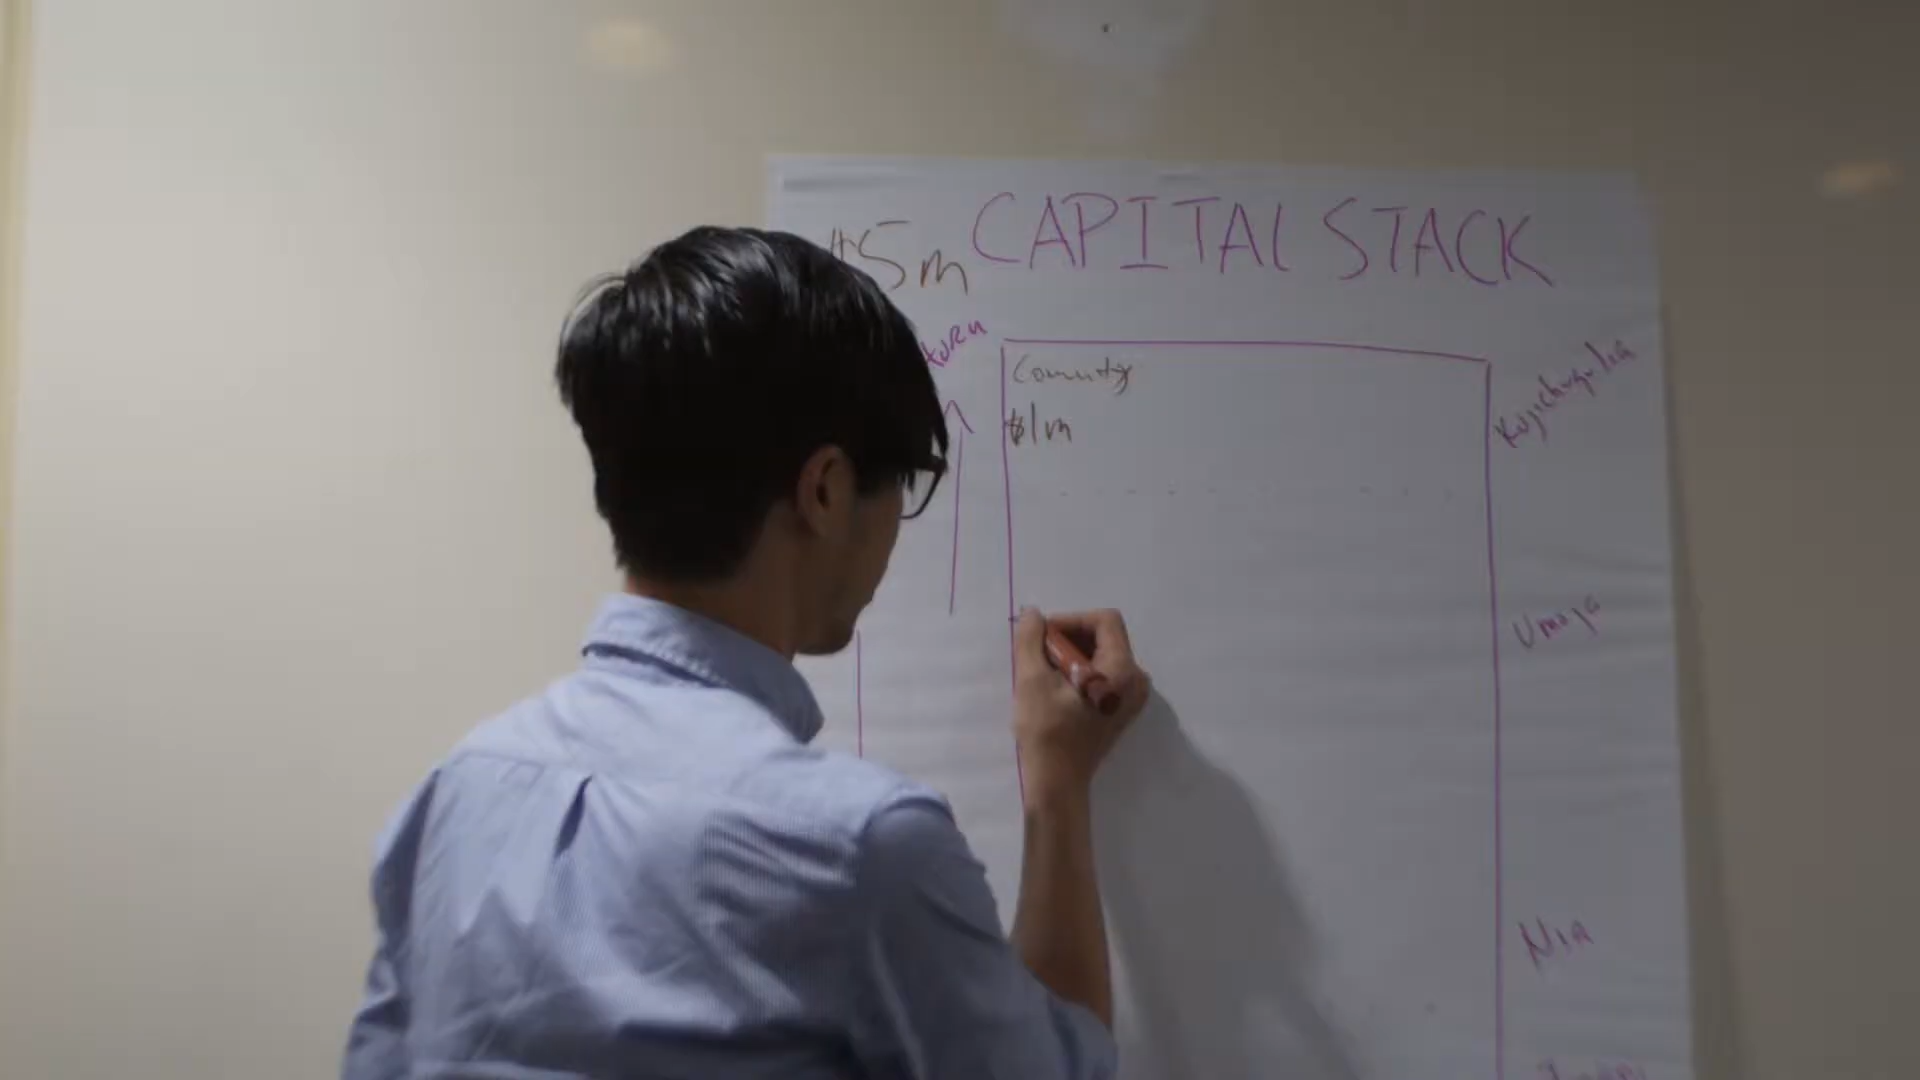 $5m CAPITAL STACK
Community
$1m
Kujichagulia
Umoja
NIA